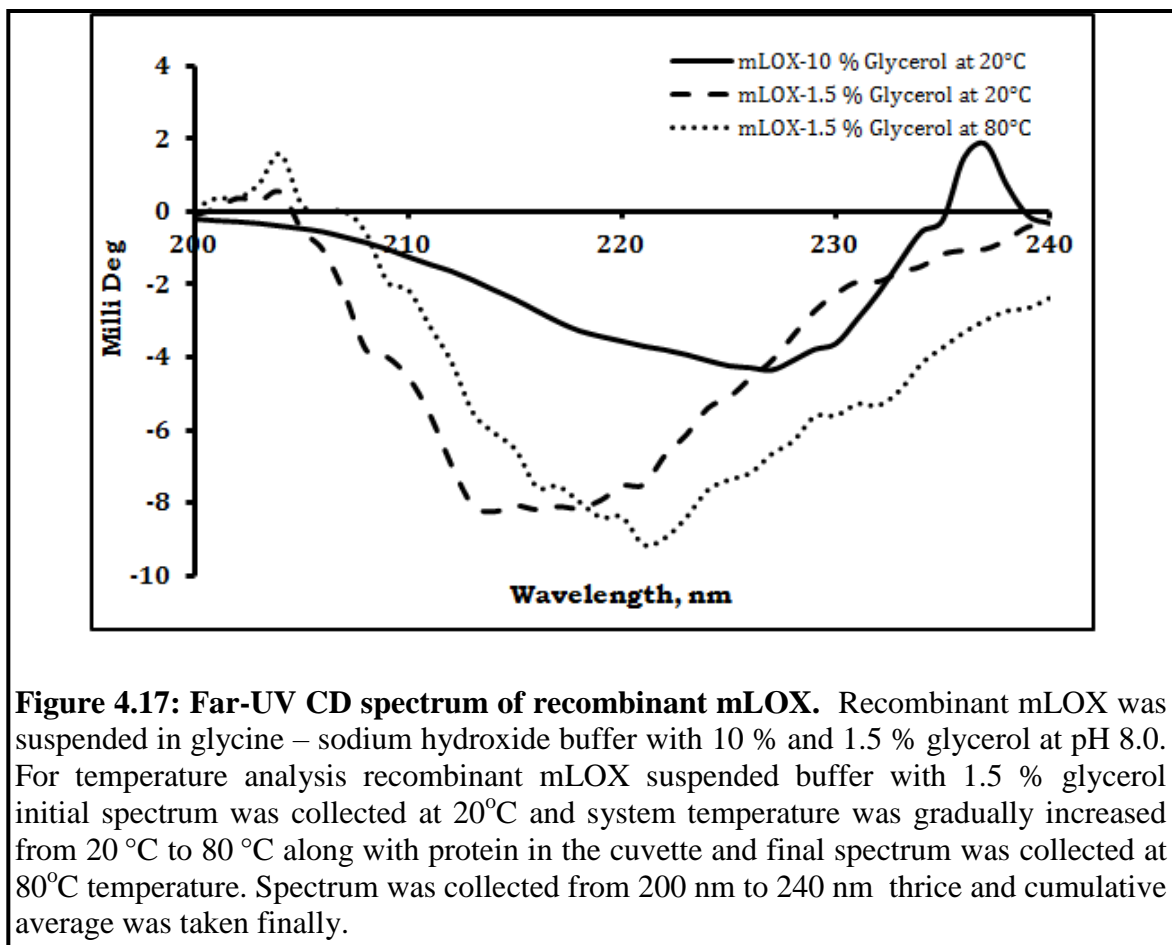 4
mLOX-10 % Glycerol at 20°C
mLOX-1.5 % Glycerol at 20°C
2
mLOX-1.5 % Glycerol at 80°C
0
200
210
220
230
240
-2
Milli Deg
-4
-6
-8
-10
Wavelength, nm
Figure 4.17: Far-UV CD spectrum of recombinant mLOX. Recombinant mLOX was
suspended in glycine – sodium hydroxide buffer with 10 % and 1.5 % glycerol at pH 8.0.
For temperature analysis recombinant mLOX suspended buffer with 1.5 % glycerol
initial spectrum was collected at 20°C and system temperature was gradually increased
from 20 °C to 80 °C along with protein in the cuvette and final spectrum was collected at
80°C temperature. Spectrum was collected from 200 nm to 240 nm thrice and cumulative
average was taken finally.